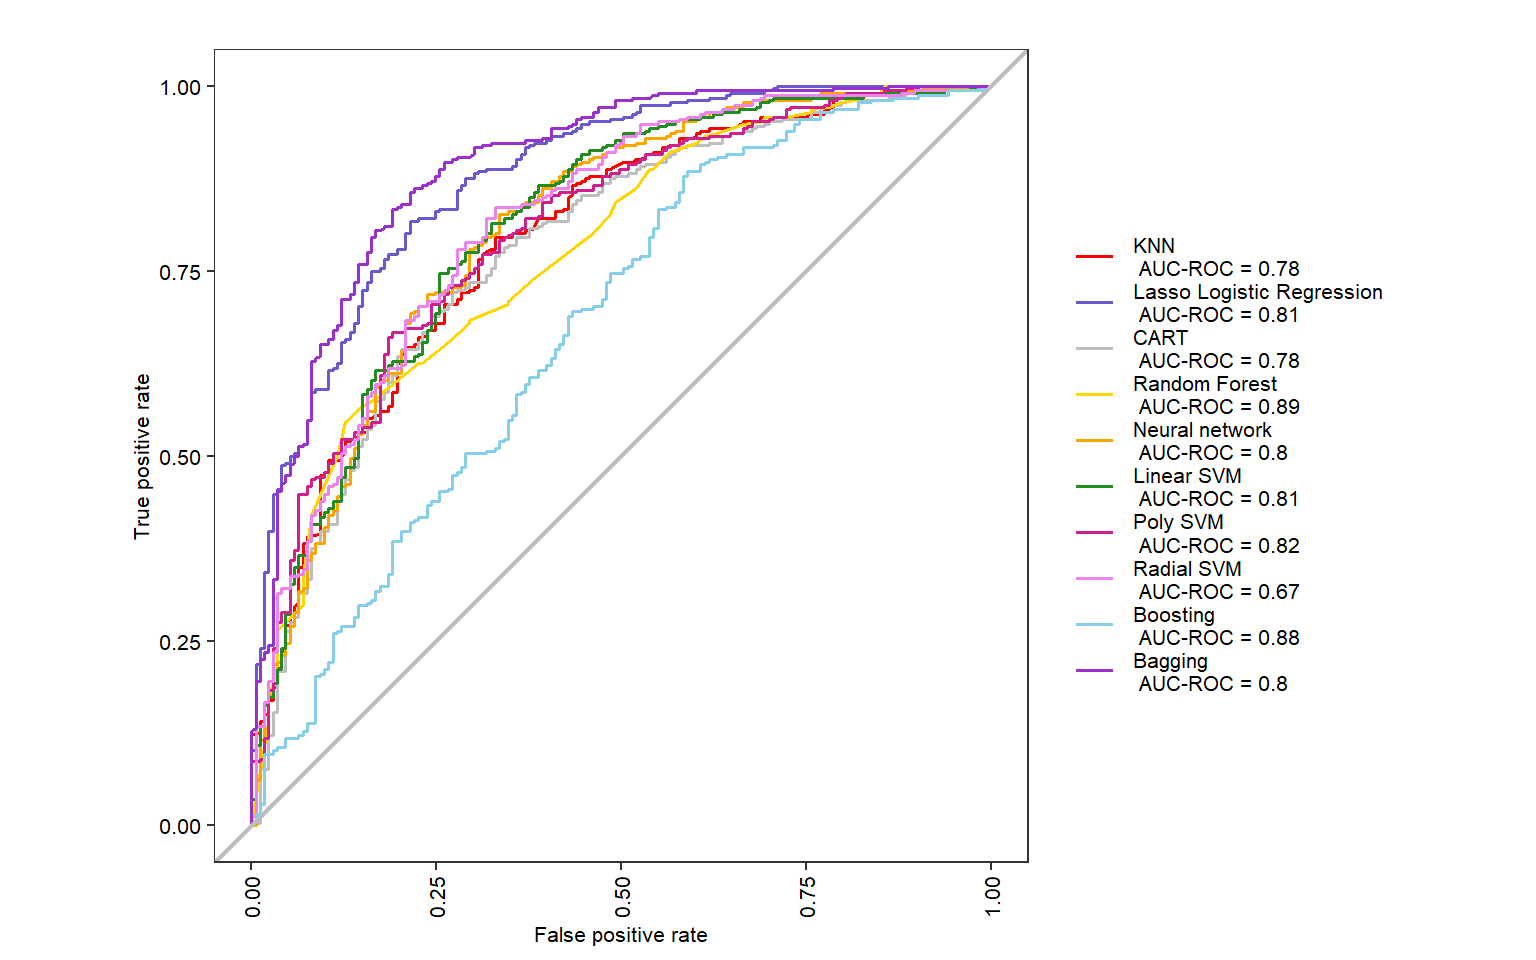 1.00
0.75
0.50
0.25
0.00
True positive rate
0.00
0.25
0.50
0.75
1.00
False positive rate
KNN
AUC-ROC = 0.78
Lasso Logistic Regression
AUC-ROC = 0.81
CART
AUC-ROC = 0.78
Random Forest
AUC-ROC = 0.89
Neural network
AUC-ROC = 0.8
Linear SVM
AUC-ROC = 0.81
Poly SVM
AUC-ROC = 0.82
Radial SVM
AUC-ROC = 0.67
Boosting
AUC-ROC = 0.88
Bagging
AUC-ROC = 0.8